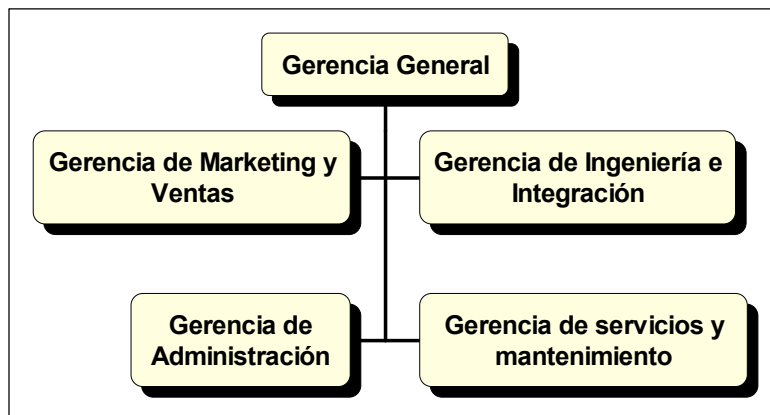 Gerencia General
Gerencia de Marketing y
Ventas
Gerencia de Ingeniería e
Integración
Gerencia de
Administración
Gerencia de servicios y
mantenimiento